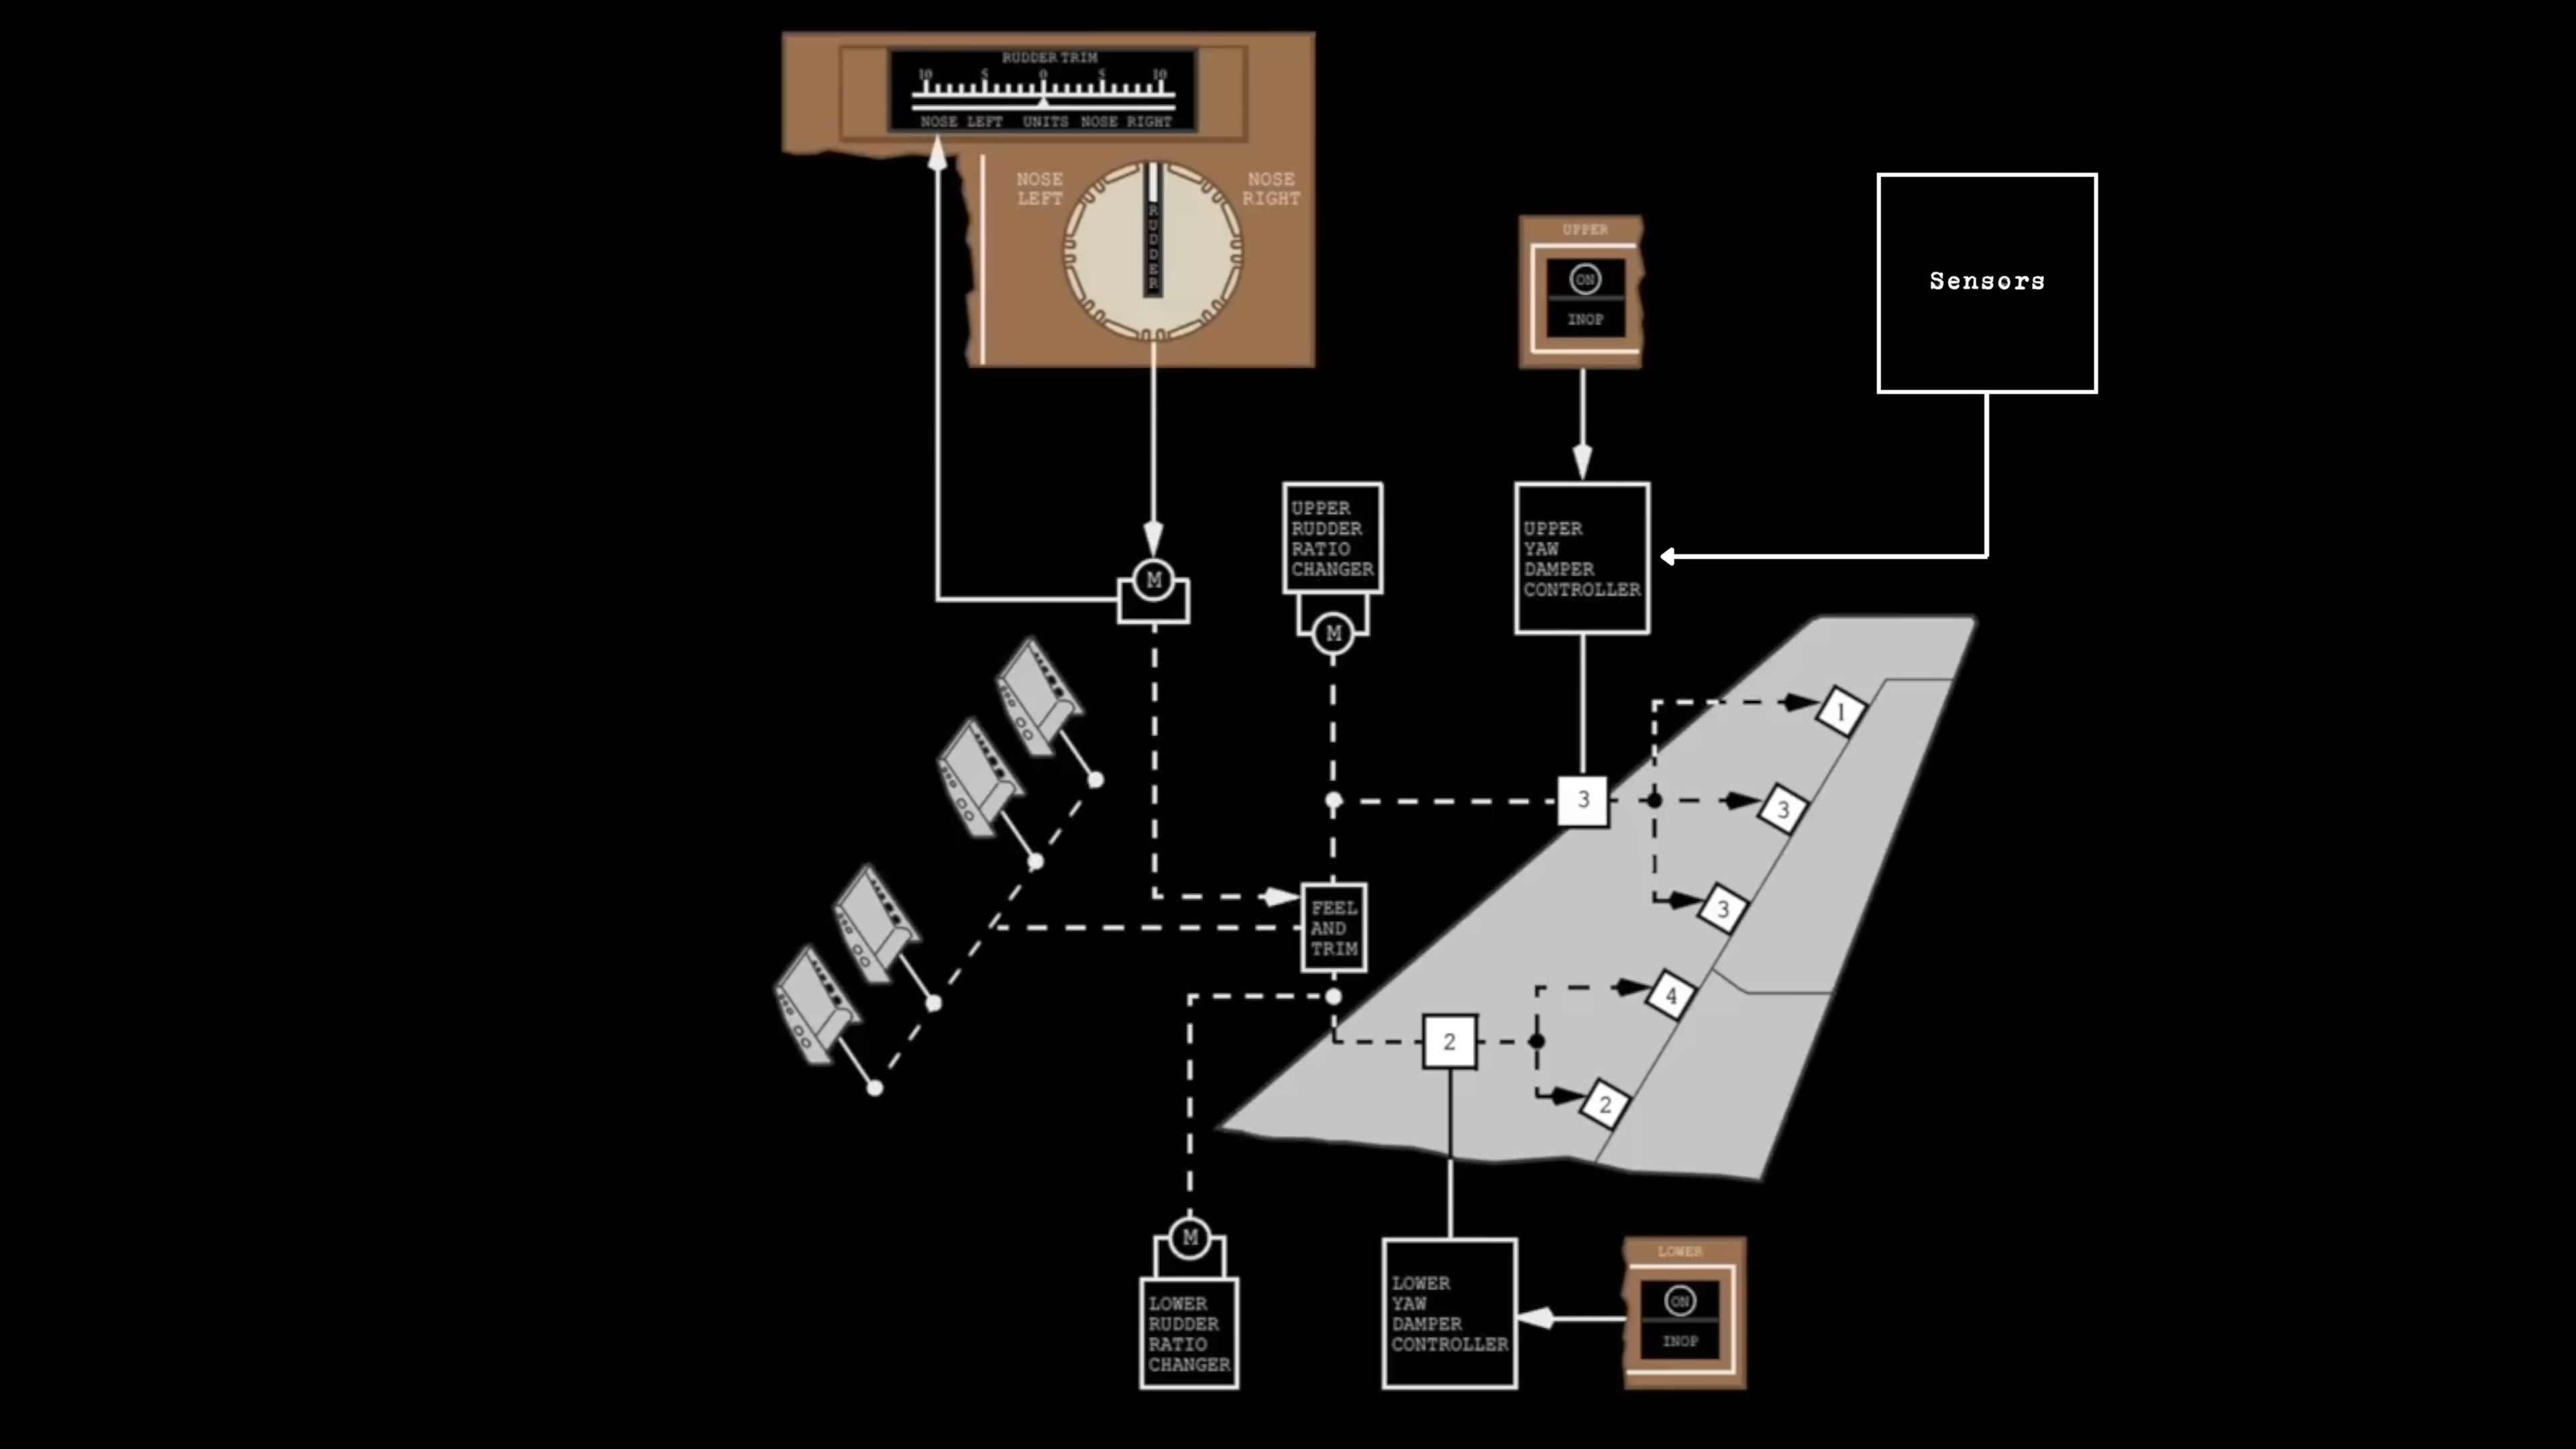 RUDDER TRIM
10 5 0 5 10
NOSE LEFT UNITS NOSE RIGHT
NOSE
LEFT
NOSE
RIGHT
RUDDER
UPPER
ON
INOP
Sensors
M
UPPER
RUDDER
RATIO
CHANGER
M
UPPER
YAW
DAMPER
CONTROLLER
1
3
3
3
FEEL
AND
TRIM
4
2
2
M
LOWER
RUDDER
RATIO
CHANGER
LOWER
YAW
DAMPER
CONTROLLER
LOWER
ON
INOP